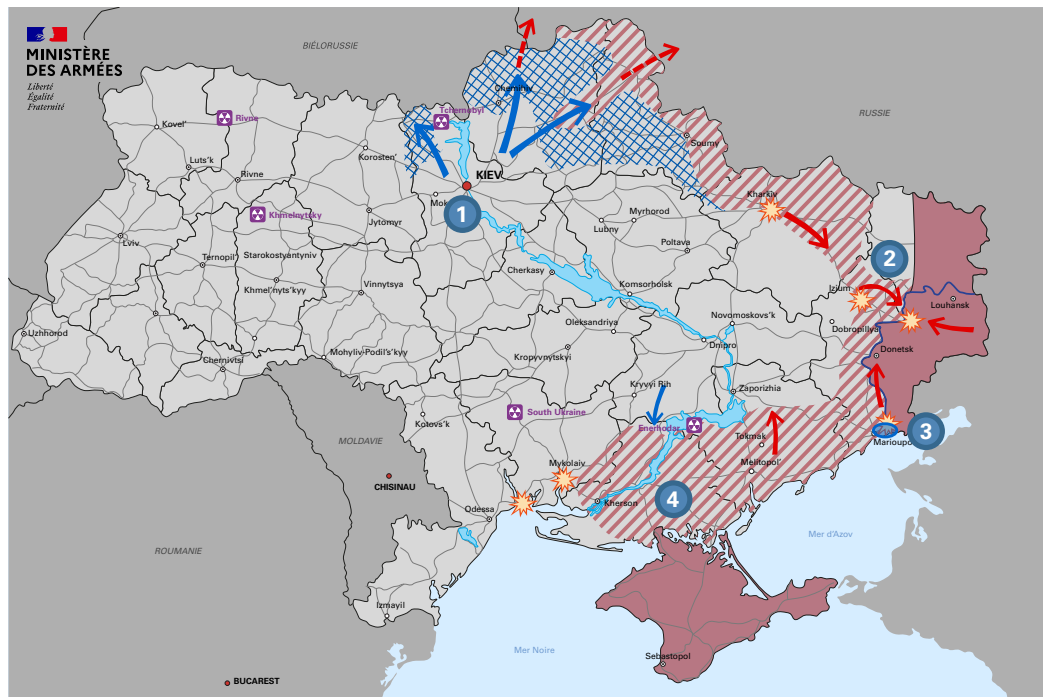 MINISTÈRE
DES ARMÉES
Liberté
Égalité
Fraternité
BIÉLORUSSIE
RUSSIE
Tchernobyl
Cherniniv
Rivne
Kovel'
Soumy
Korosten'
Luts'k
Rivne
KIEV
Kharkiv
Khmelnytsky
1
Jytomyr
Myrhorod
Lubny
Lviv
Poltava
Ternopil'
Starokostyantyniv
2
Cherkasy
Khmel'nyts'kyy
Vinnytsya
Komsorholsk
Izium
Louhansk
Novomoskovs'k
Oleksandriya
Uzhhorod
Dobropillya
Dnipro
Donetsk
Chernivtsi
Mohyliv-Podil's'kyy
Kropyvnytskyi
Kryvyi Rih
Zaporizhia
South Ukraine
Kotovs'k
Enerhodar
3
Marioupol
Tokmak
MOLDAVIE
Mykolaiv
Melitopol'
CHISINAU
4
Kherson
Odessa
Mer d'Azov
ROUMANIE
Izmayil
Mer Noire
Sebastopol
BUCAREST